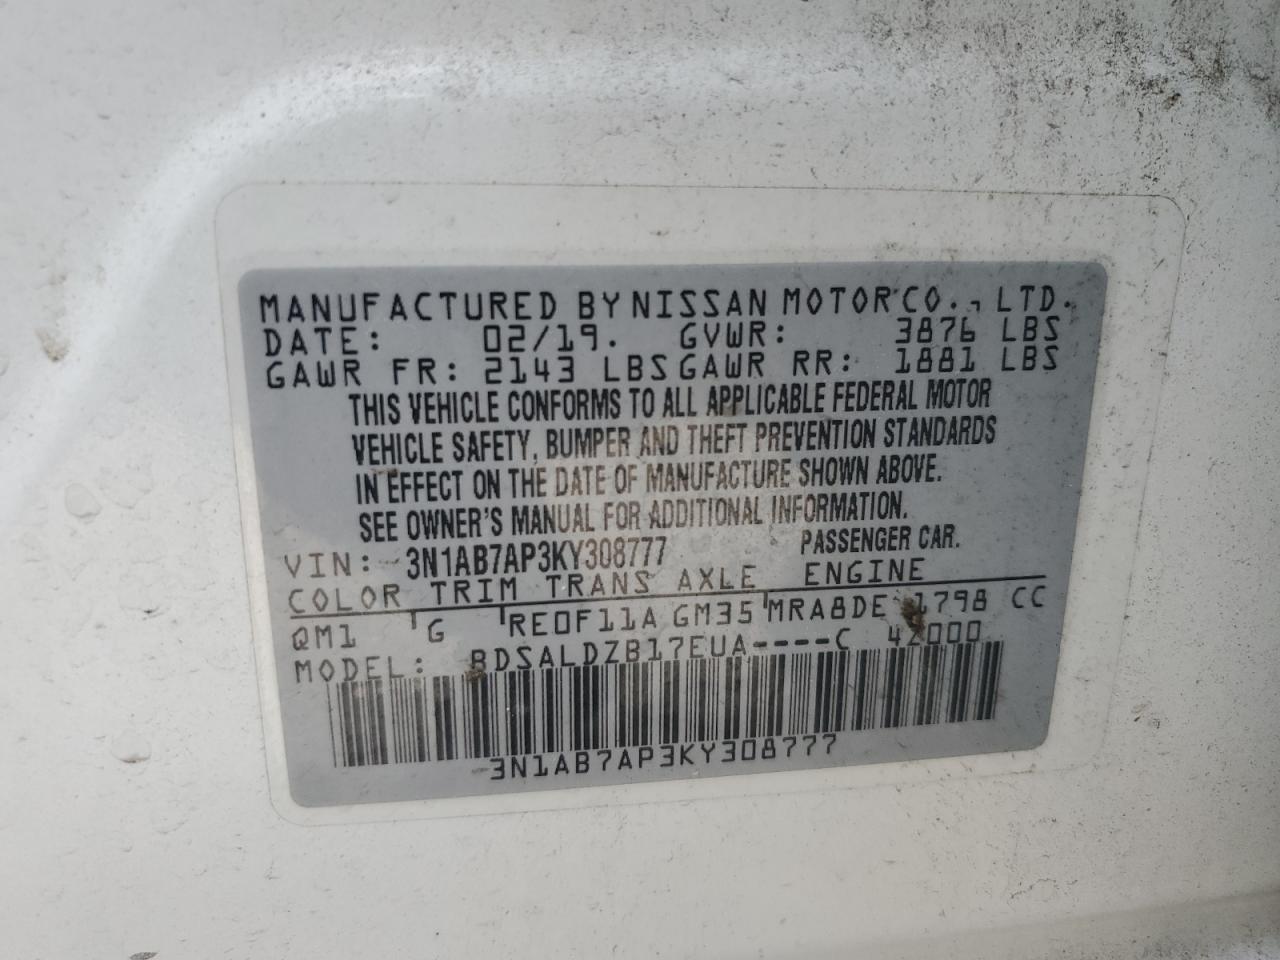 MANUFACTURED BY NISSAN MOTOR CO., LTD.
DATE: 02/19. GVWR: 3876 LBS
GAWR FR: 2143 LBS GAWR RR: 1881 LBS
THIS VEHICLE CONFORMS TO ALL APPLICABLE FEDERAL MOTOR
VEHICLE SAFETY, BUMPER AND THEFT PREVENTION STANDARDS
IN EFFECT ON THE DATE OF MANUFACTURE SHOWN ABOVE.
SEE OWNER'S MANUAL FOR ADDITIONAL INFORMATION.
VIN: 3N1AB7AP3KY308777 PASSENGER CAR.
COLOR TRIM TRANS AXLE ENGINE
QM1 G RE0F11A GM35 MRA8DE 1798 CC
MODEL: BDSALDZB17EUA----C 42000
3N1AB7AP3KY308777